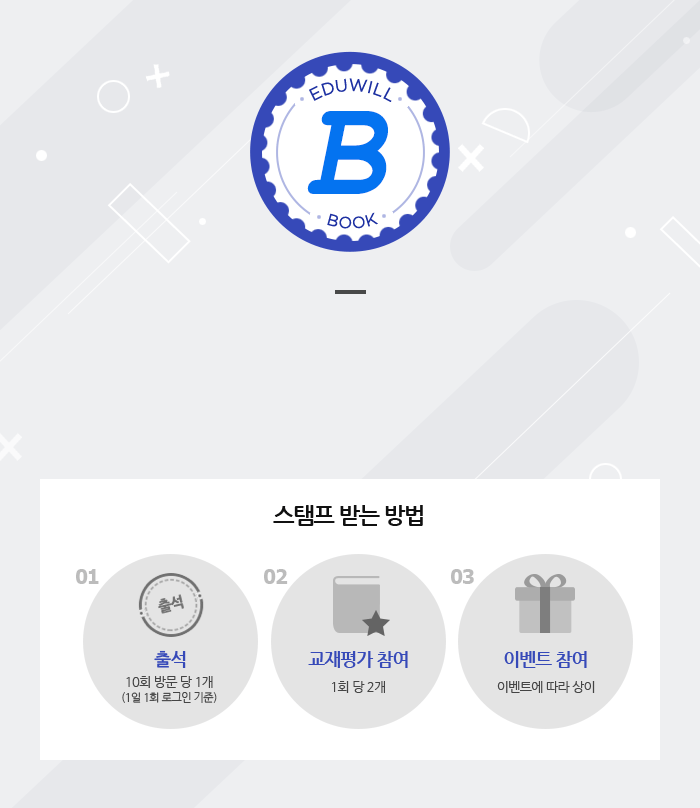 EDUWILL
B
BOOK
스탬프 받는 방법
01
출석
출석
10회 방문 당 1개
(1일 1회 로그인 기준)
02
교재평가 참여
1회 당 2개
03
이벤트 참여
이벤트에 따라 상이